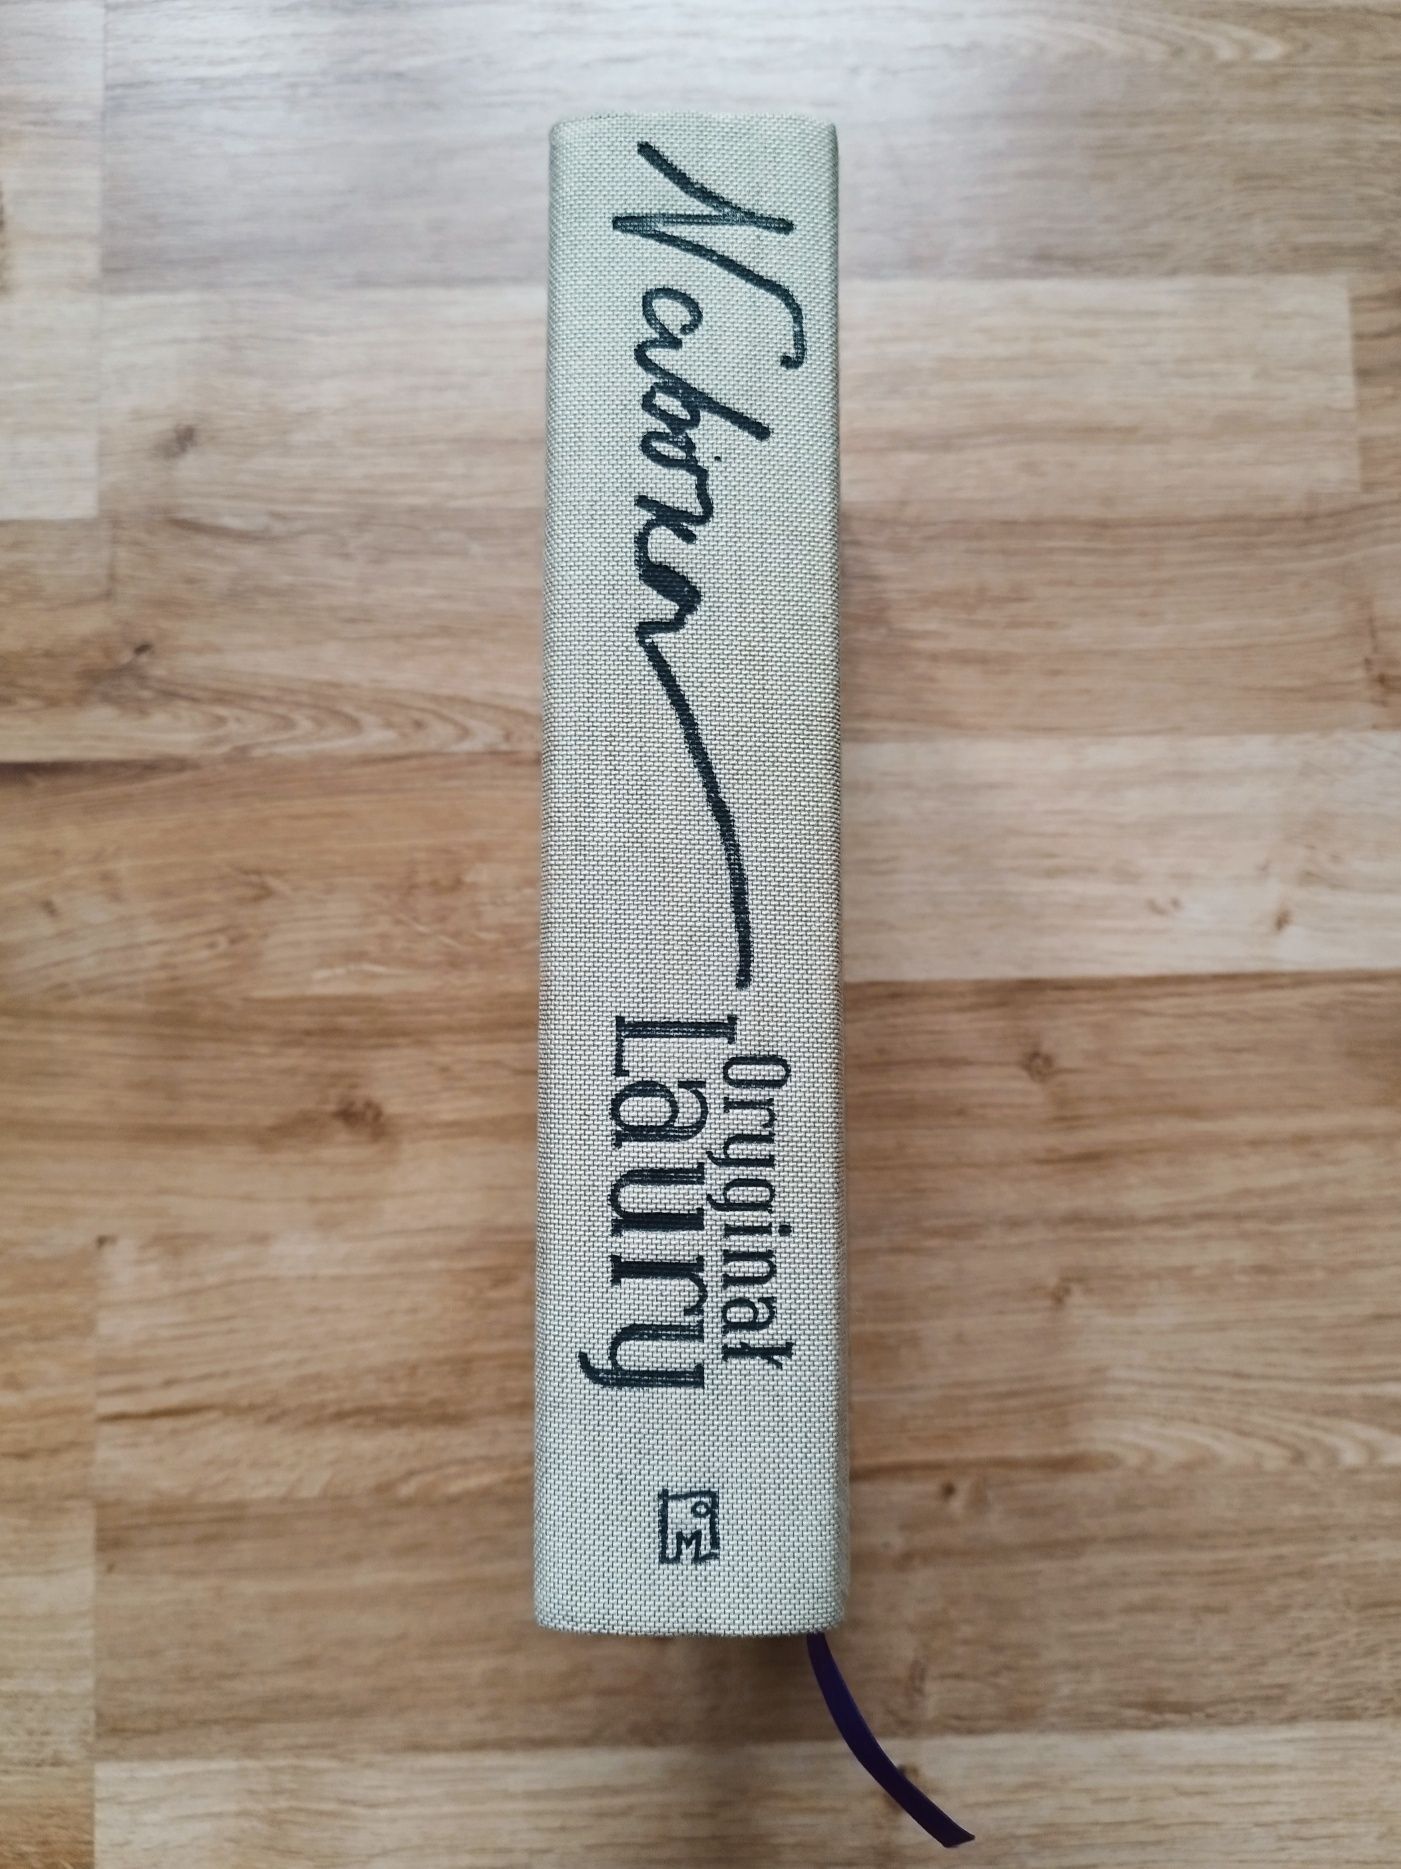 Nabokov
Oryginał
Laury
M